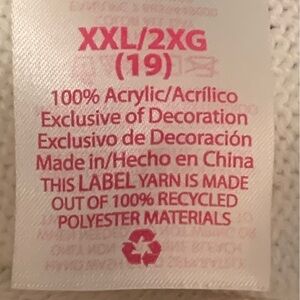 XXL/2XG
(19)
100% Acrylic/Acrílico
Exclusive of Decoration
Exclusivo de Decoración
Made in/Hecho en China
THIS LABEL YARN IS MADE
OUT OF 100% RECYCLED
POLYESTER MATERIALS